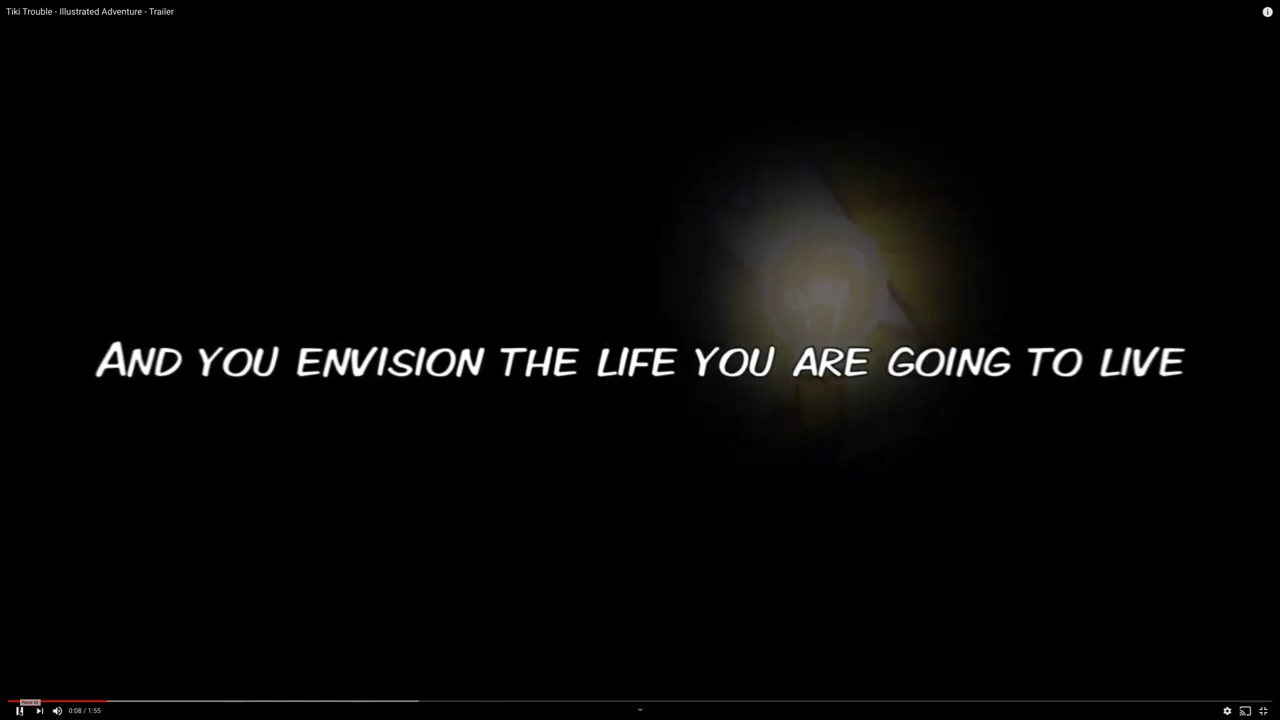 Tiki Trouble - Illustrated Adventure - Trailer
AND YOU ENVISION THE LIFE YOU ARE GOING TO LIVE
Pause (k)
0:08 / 1:55